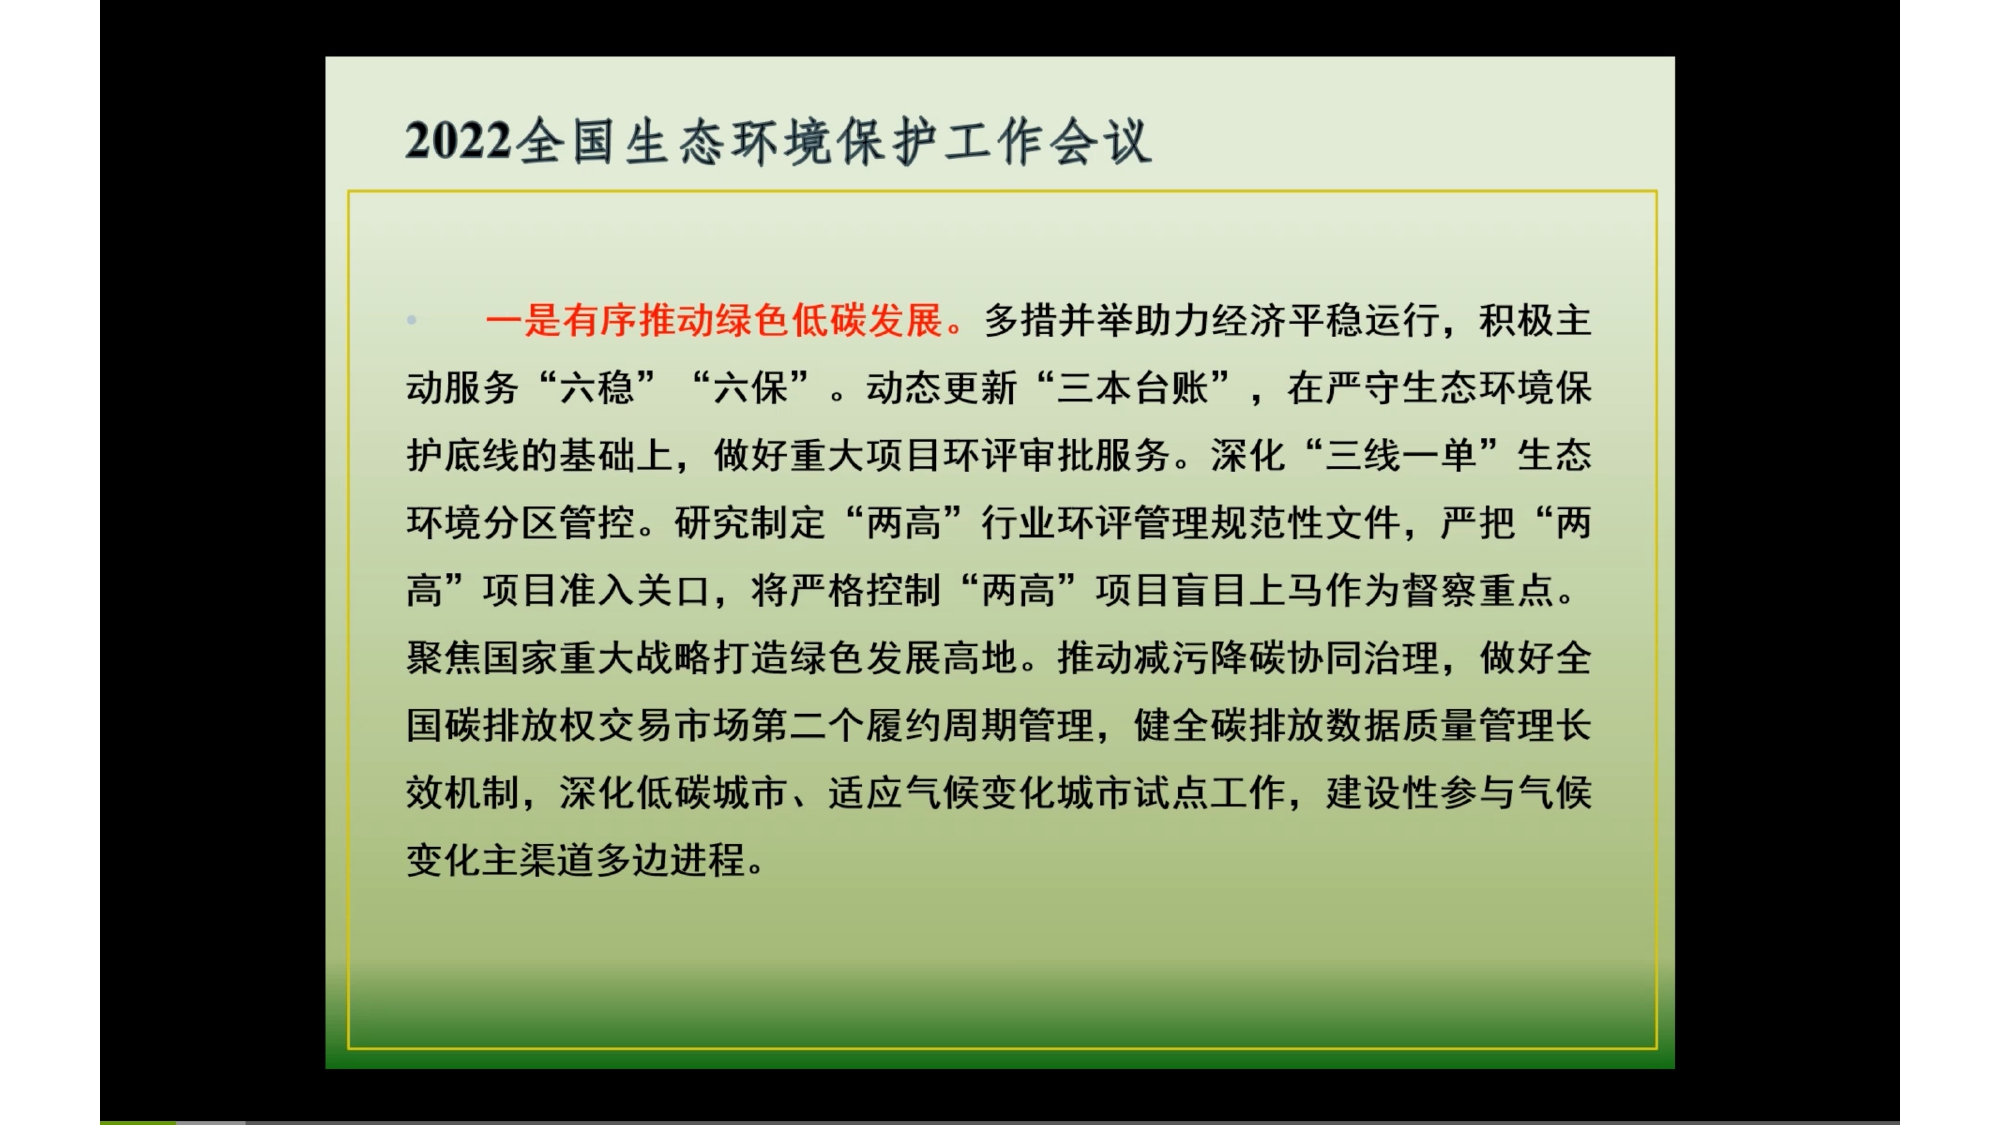 2022全国生态环境保护工作会议
• 一是有序推动绿色低碳发展。多措并举助力经济平稳运行，积极主
动服务“六稳”“六保”。动态更新“三本台账”，在严守生态环境保
护底线的基础上，做好重大项目环评审批服务。深化“三线一单”生态
环境分区管控。研究制定“两高”行业环评管理规范性文件，严把“两
高”项目准入关口，将严格控制“两高”项目盲目上马作为督察重点。
聚焦国家重大战略打造绿色发展高地。推动减污降碳协同治理，做好全
国碳排放权交易市场第二个履约周期管理，健全碳排放数据质量管理长
效机制，深化低碳城市、适应气候变化城市试点工作，建设性参与气候
变化主渠道多边进程。